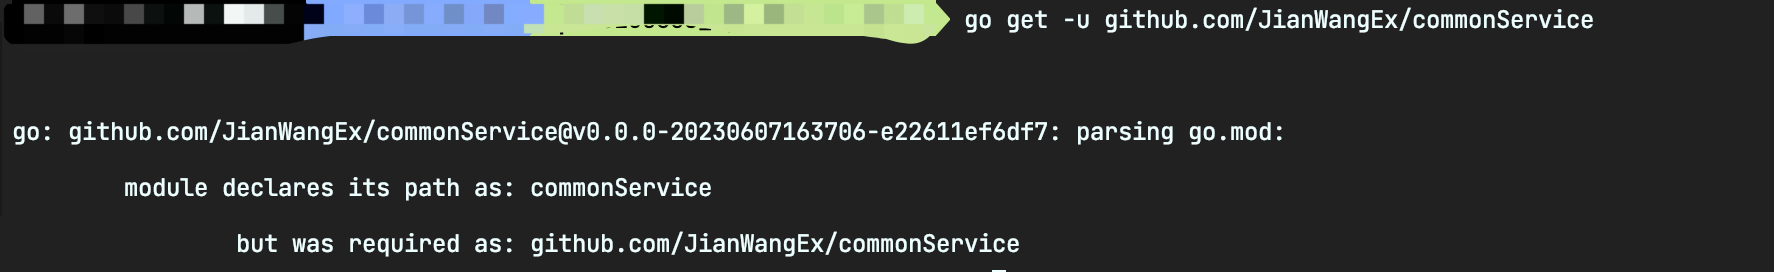 go get -u github.com/JianWangEx/commonService
go: github.com/JianWangEx/commonService@v0.0.0-20230607163706-e22611ef6df7: parsing go.mod:
module declares its path as: commonService
but was required as: github.com/JianWangEx/commonService